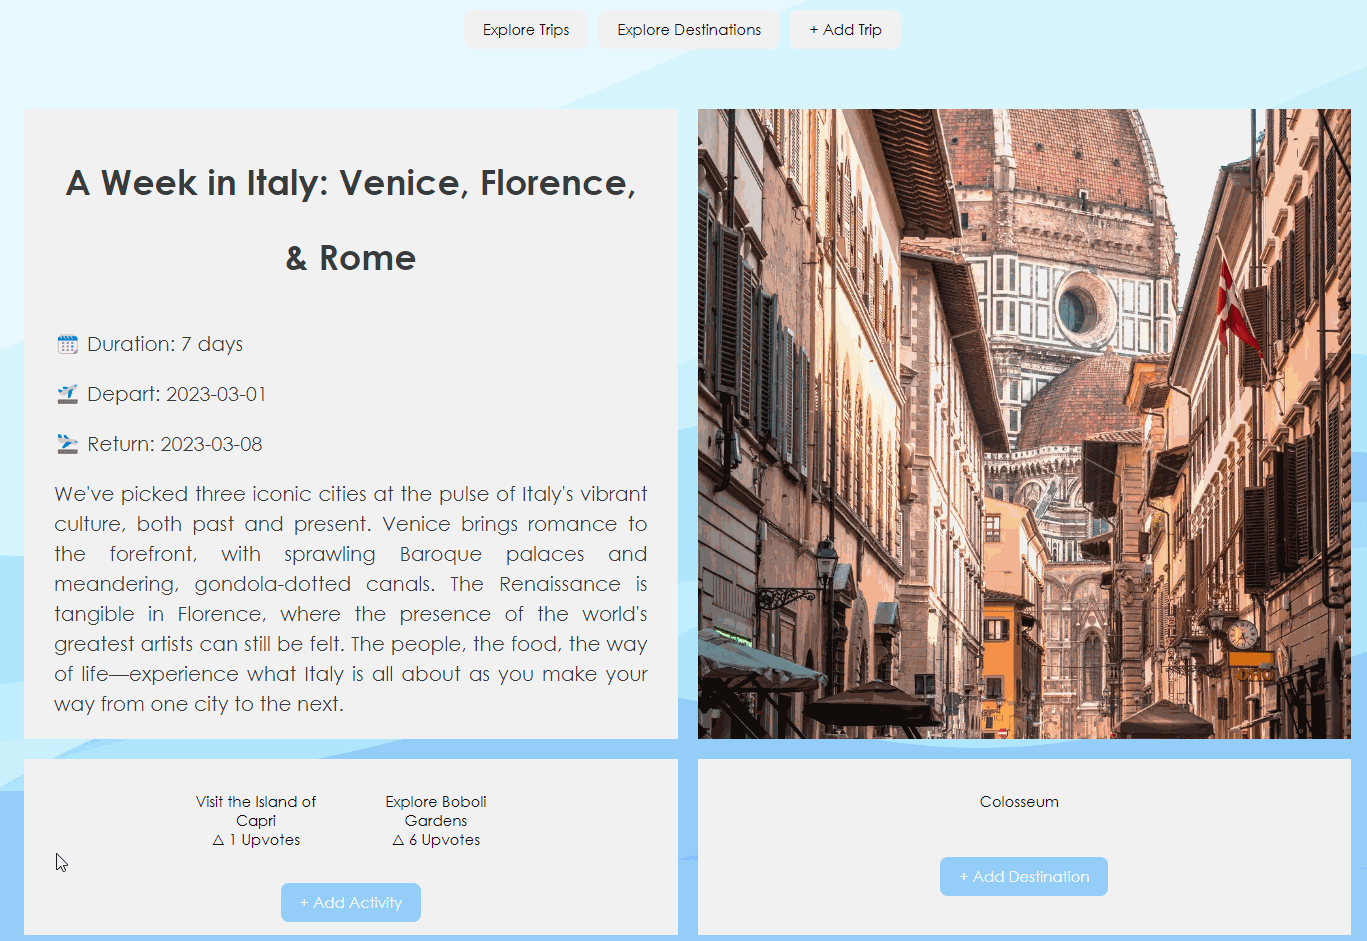 Explore Trips
Explore Destinations
+ Add Trip
A Week in Italy: Venice, Florence,
& Rome
Duration: 7 days
Depart: 2023-03-01
Return: 2023-03-08
We've picked three iconic cities at the pulse of Italy's vibrant
culture, both past and present. Venice brings romance to
the forefront, with sprawling Baroque palaces and
meandering, gondola-dotted canals. The Renaissance is
tangible in Florence, where the presence of the world's
greatest artists can still be felt. The people, the food, the way
of life—experience what Italy is all about as you make your
way from one city to the next.
Visit the Island of
Capri
△ 1 Upvotes
Explore Boboli
Gardens
△ 6 Upvotes
+ Add Activity
Colosseum
+ Add Destination